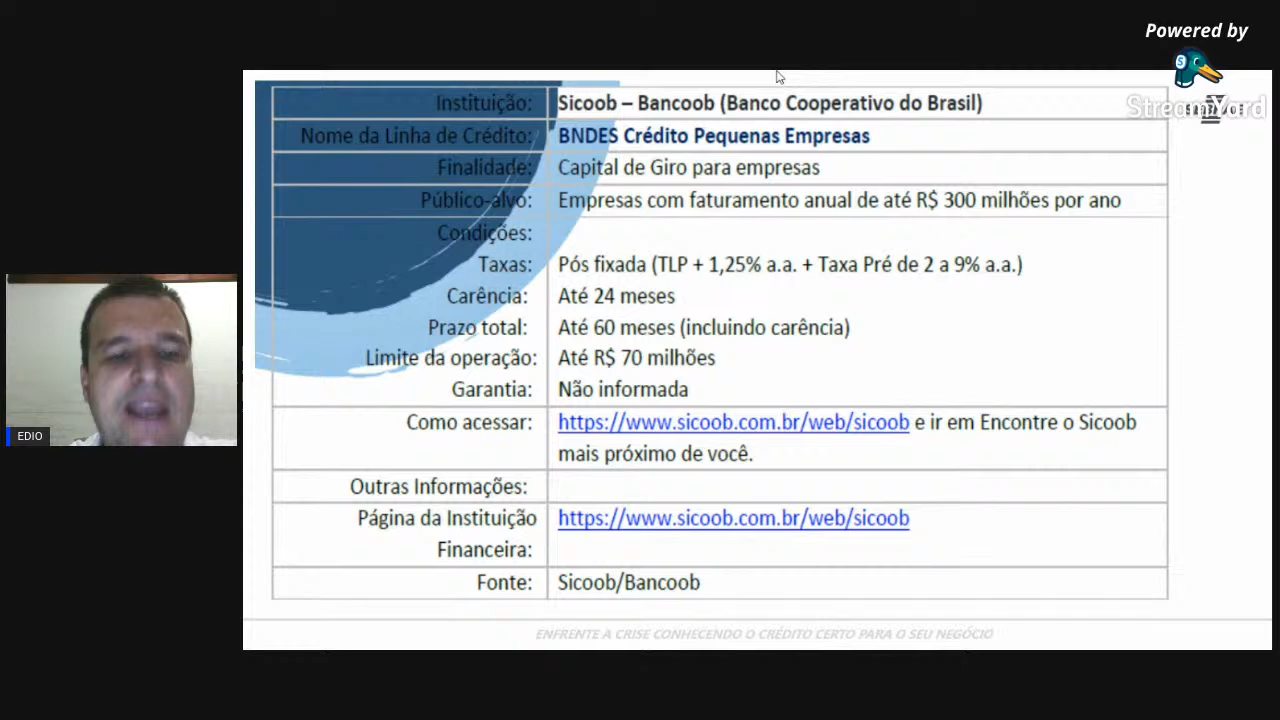 Powered by
StreamYard
Instituição: Sicoob – Bancoob (Banco Cooperativo do Brasil)
Nome da Linha de Crédito: BNDES Crédito Pequenas Empresas
Finalidade: Capital de Giro para empresas
Público-alvo: Empresas com faturamento anual de até R$ 300 milhões por ano
Condições:
Taxas: Pós fixada (TLP + 1,25% a.a. + Taxa Pré de 2 a 9% a.a.)
Carência: Até 24 meses
Prazo total: Até 60 meses (incluindo carência)
Limite da operação: Até R$ 70 milhões
Garantia: Não informada
Como acessar: https://www.sicoob.com.br/web/sicoob e ir em Encontre o Sicoob
mais próximo de você.
Outras Informações:
Página da Instituição https://www.sicoob.com.br/web/sicoob
Financeira:
Fonte: Sicoob/Bancoob
ENFRENTE A CRISE CONHECENDO O CRÉDITO CERTO PARA O SEU NEGÓCIO
EDIO